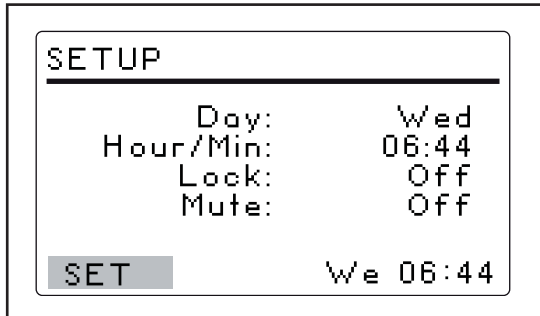 SETUP
Day: Wed
Hour/Min: 06:44
Lock: Off
Mute: Off
SET We 06:44